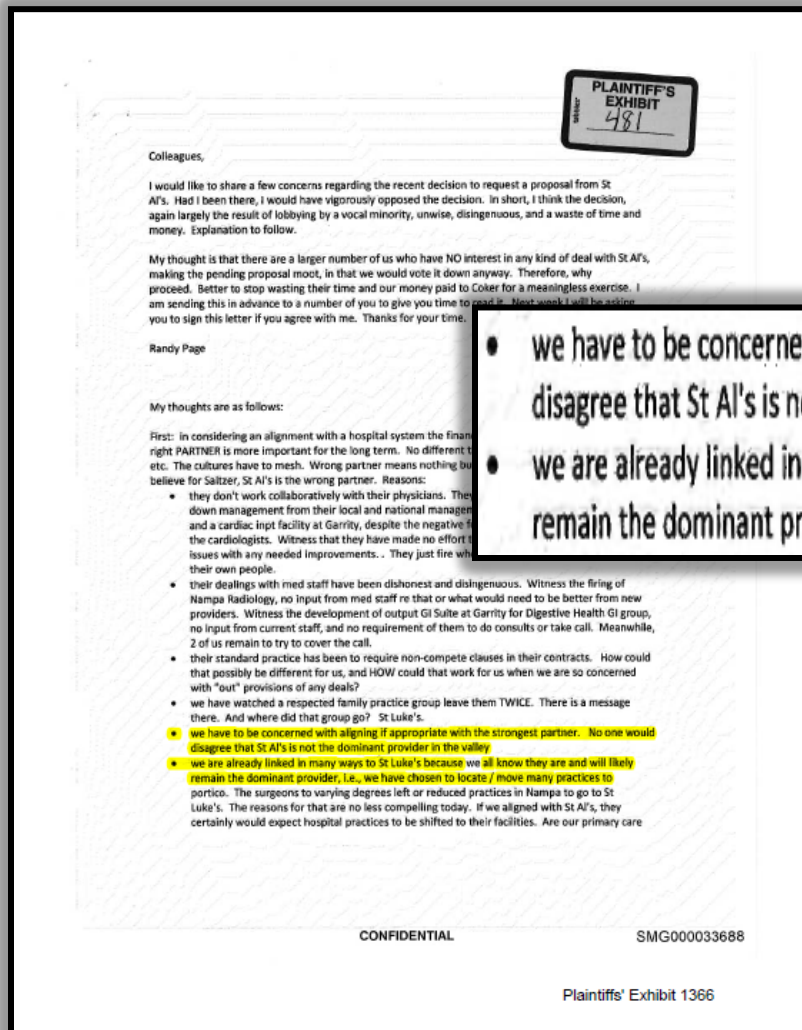 PLAINTIFF'S
EXHIBIT
481
Colleagues,
I would like to share a few concerns regarding the recent decision to request a proposal from St
Al's. Had I been there, I would have vigorously opposed the decision. In short, I think the decision,
again largely the result of lobbying by a vocal minority, unwise, disingenuous, and a waste of time and
money. Explanation to follow.
My thought is that there are a larger number of us who have NO interest in any kind of deal with St Al's,
making the pending proposal moot, in that we would vote it down anyway. Therefore, why
proceed. Better to stop wasting their time and our money paid to Coker for a meaningless exercise. I
am sending this in advance to a number of you to give you time to read it. Next week I will be asking
you to sign this letter if you agree with me. Thanks for your time.
Randy Page
My thoughts are as follows:
First: in considering an alignment with a hospital system the finan
right PARTNER is more important for the long term. No different t
etc. The cultures have to mesh. Wrong partner means nothing bu
believe for Saltzer, St Al's is the wrong partner. Reasons:
• they don't work collaboratively with their physicians. They
down management from their local and national managem
and a cardiac inpt facility at Garrity, despite the negative f
the cardiologists. Witness that they have made no effort t
issues with any needed improvements. . They just fire wh
their own people.
• their dealings with med staff have been dishonest and disingenuous. Witness the firing of
Nampa Radiology, no input from med staff re that or what would need to be better from new
providers. Witness the development of output GI Suite at Garrity for Digestive Health GI group,
no input from current staff, and no requirement of them to do consults or take call. Meanwhile,
2 of us remain to try to cover the call.
• their standard practice has been to require non-compete clauses in their contracts. How could
that possibly be different for us, and HOW could that work for us when we are so concerned
with "out" provisions of any deals?
• we have watched a respected family practice group leave them TWICE. There is a message
there. And where did that group go? St Luke's.
• we have to be concerned with aligning if appropriate with the strongest partner. No one would
disagree that St Al's is not the dominant provider in the valley
• we are already linked in many ways to St Luke's because we all know they are and will likely
remain the dominant provider, i.e., we have chosen to locate / move many practices to
portico. The surgeons to varying degrees left or reduced practices in Nampa to go to St
Luke's. The reasons for that are no less compelling today. If we aligned with St Al's, they
certainly would expect hospital practices to be shifted to their facilities. Are our primary care
• we have to be concerne
disagree that St Al's is n
• we are already linked in
remain the dominant pr
CONFIDENTIAL
SMG000033688
Plaintiffs' Exhibit 1366